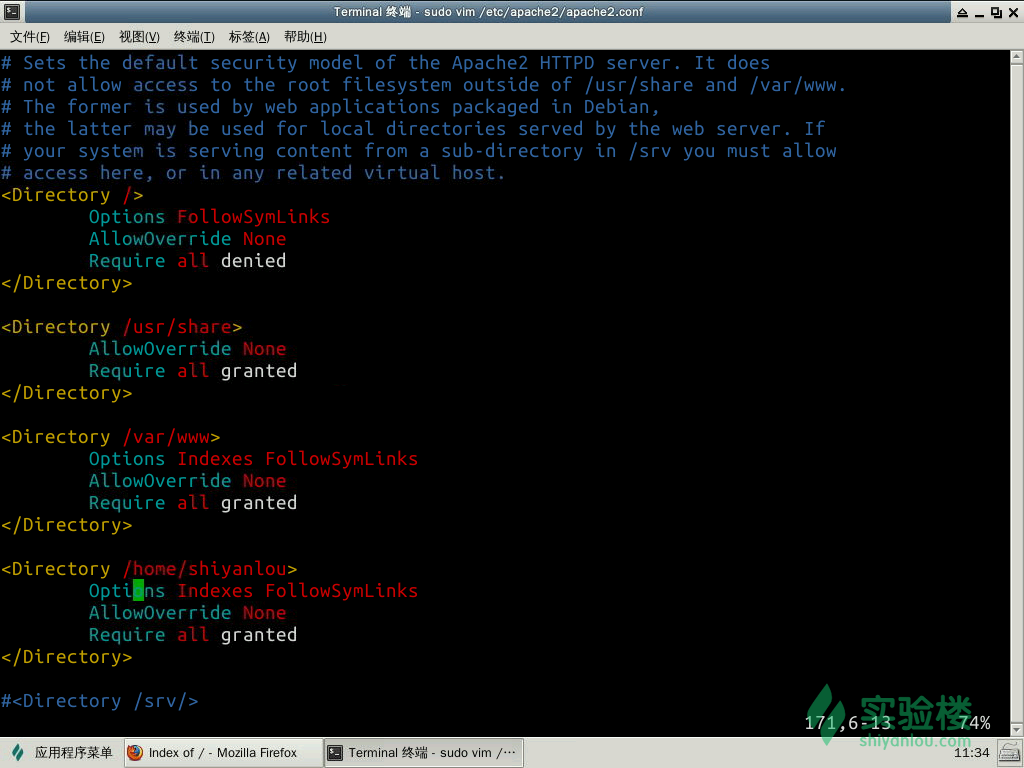 Terminal 终端 - sudo vim /etc/apache2/apache2.conf
文件(F) 编辑(E) 视图(V) 终端(T) 标签(A) 帮助(H)
# Sets the default security model of the Apache2 HTTPD server. It does
# not allow access to the root filesystem outside of /usr/share and /var/www.
# The former is used by web applications packaged in Debian,
# the latter may be used for local directories served by the web server. If
# your system is serving content from a sub-directory in /srv you must allow
# access here, or in any related virtual host.
<Directory />
        Options FollowSymLinks
        AllowOverride None
        Require all denied
</Directory>

<Directory /usr/share>
        AllowOverride None
        Require all granted
</Directory>

<Directory /var/www>
        Options Indexes FollowSymLinks
        AllowOverride None
        Require all granted
</Directory>

<Directory /home/shiyanlou>
        Options Indexes FollowSymLinks
        AllowOverride None
        Require all granted
</Directory>

#<Directory /srv/>
171,6-13 74%
实验楼
shiyanlou.com
应用程序菜单 Index of / - Mozilla Firefox Terminal 终端 - sudo vim /··· 11:34